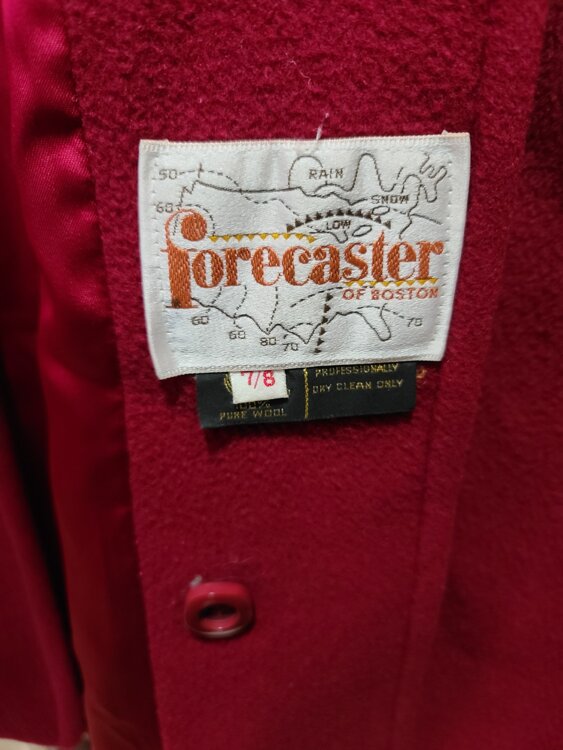 50
RAIN
SNOW
60
LOW
forecaster
OF BOSTON
60
60
80
70
70
7/8
PROFESSIONALLY
DRY CLEAN ONLY
100%
PURE WOOL